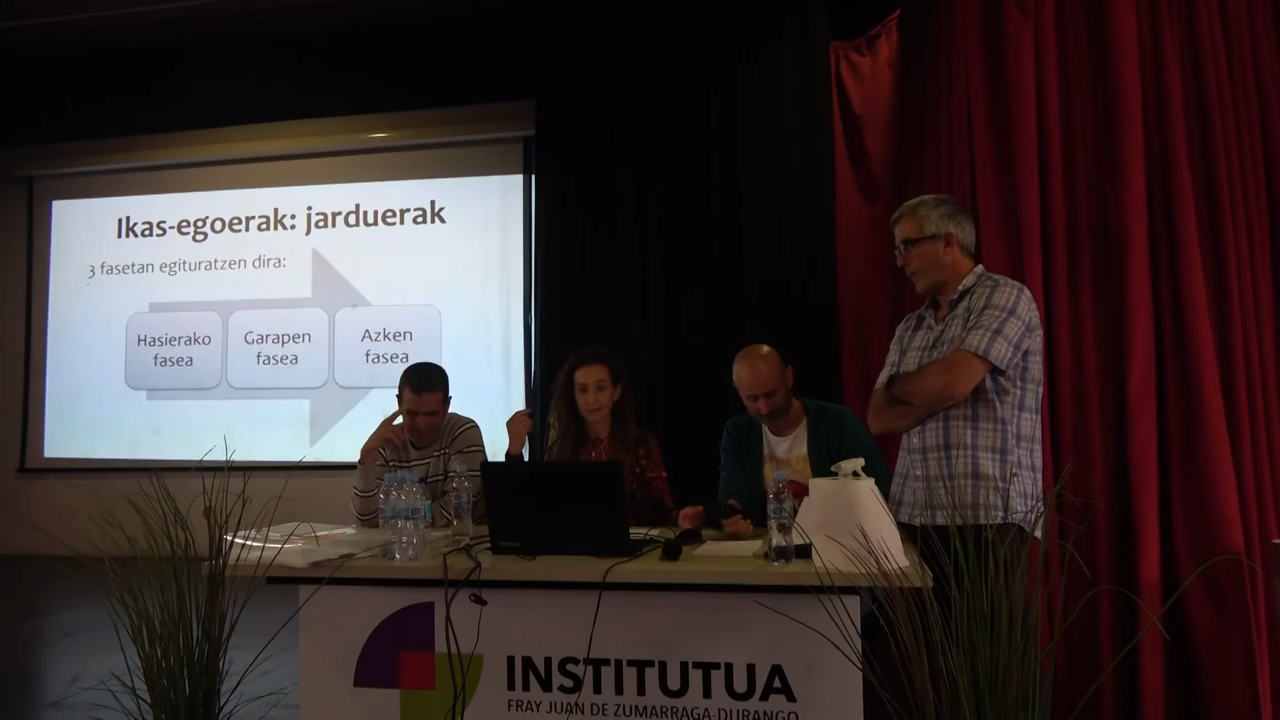 Ikas-egoerak: jarduerak
3 fasetan egituratzen dira:
Hasierako
fasea
Garapen
fasea
Azken
fasea
INSTITUTUA
FRAY JUAN DE ZUMARRAGA-DURANGO